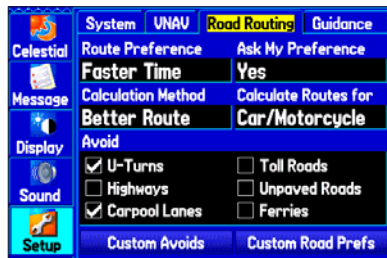 System VNAV Road Routing Guidance
Celestial
Message
Display
Sound
Setup
Route Preference Ask My Preference
Faster Time Yes
Calculation Method Calculate Routes for
Better Route Car/Motorcycle
Avoid
U-Turns Toll Roads
Highways Unpaved Roads
Carpool Lanes Ferries
Custom Avoids Custom Road Prefs